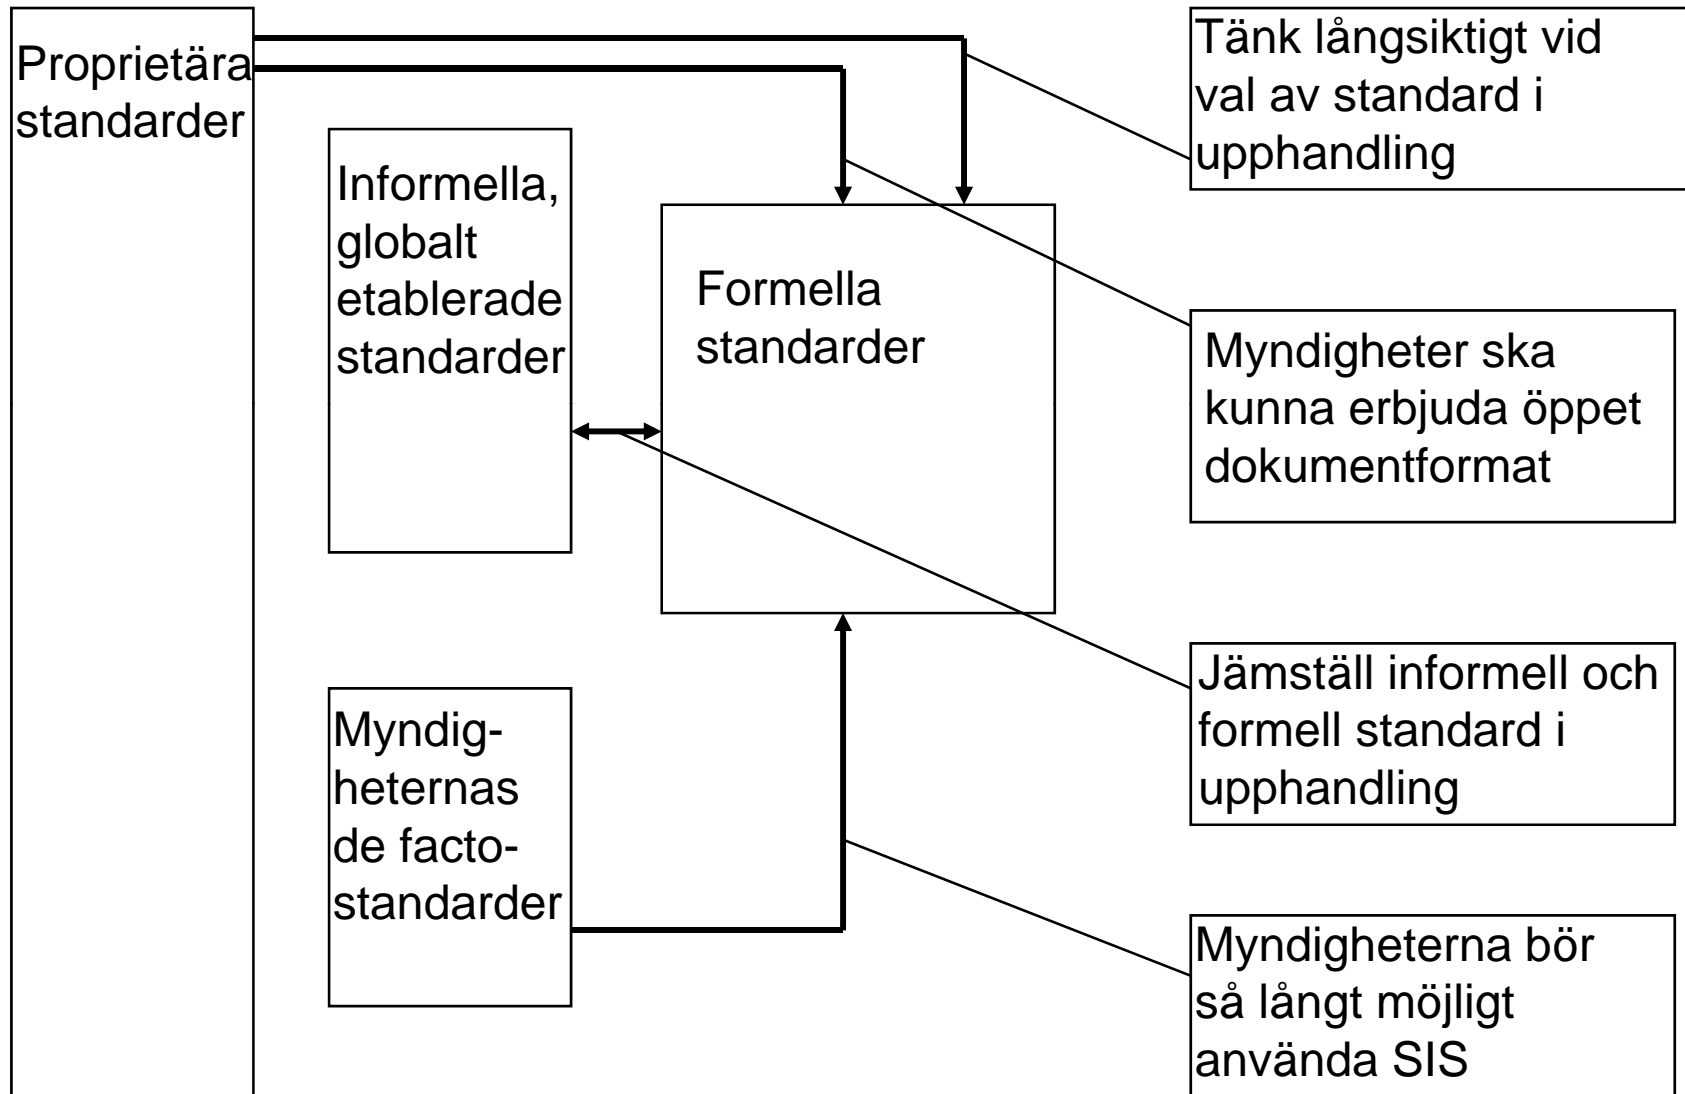 Proprietära
standarder
Informella,
globalt
etablerade
standarder
Formella
standarder
Myndig-
heternas
de facto-
standarder
Tänk långsiktigt vid
val av standard i
upphandling
Myndigheter ska
kunna erbjuda öppet
dokumentformat
Jämställ informell och
formell standard i
upphandling
Myndigheterna bör
så långt möjligt
använda SIS